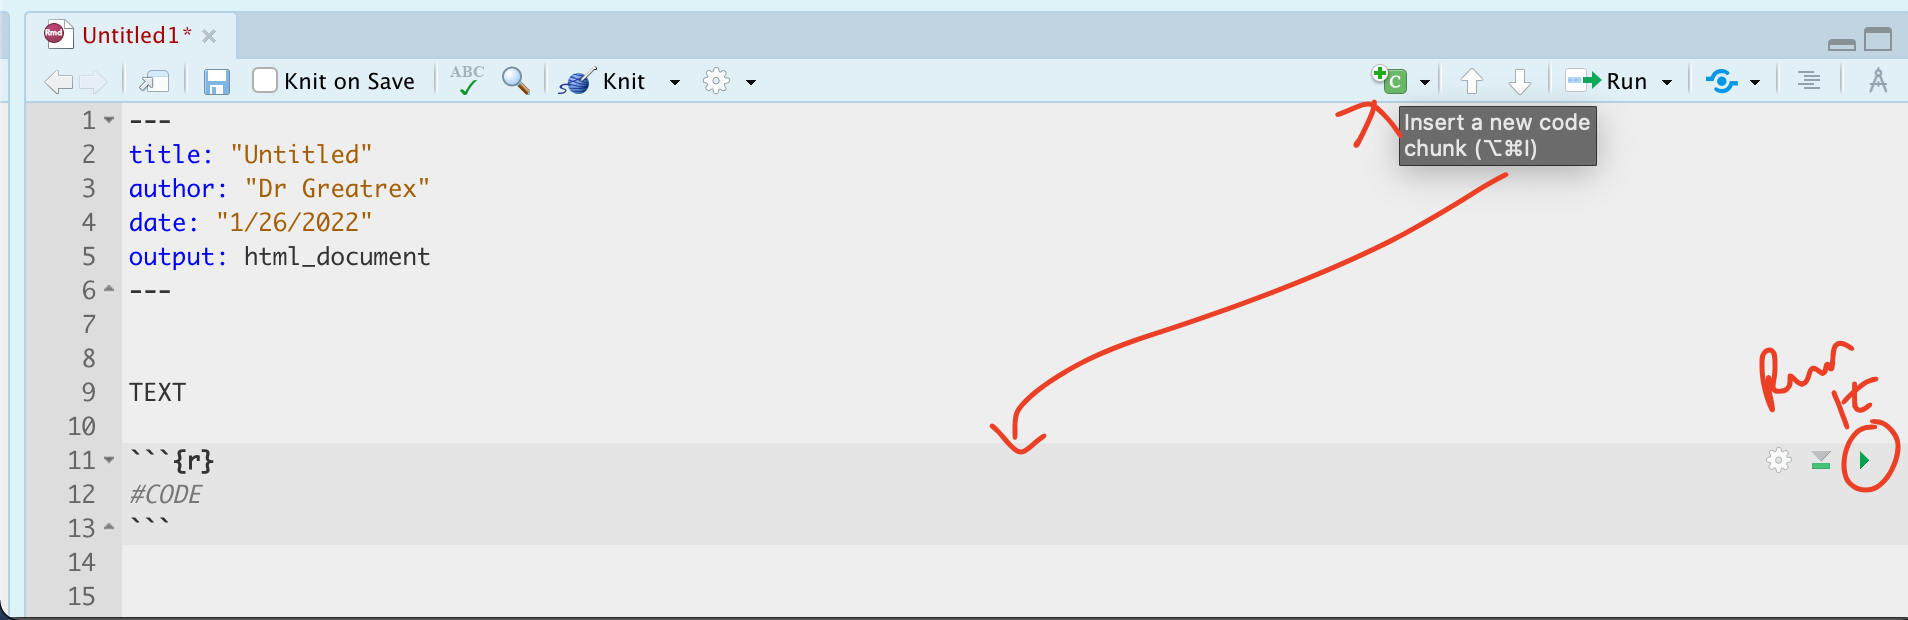 Rmd Untitled1*
Knit on Save ABC Knit C Run
Insert a new code
chunk (⌥⌘I)
1 ---
2 title: "Untitled"
3 author: "Dr Greatrex"
4 date: "1/26/2022"
5 output: html_document
6 ---
7
8
9 TEXT
10
Run
it
11 ```{r}
12 #CODE
13 ```
14
15